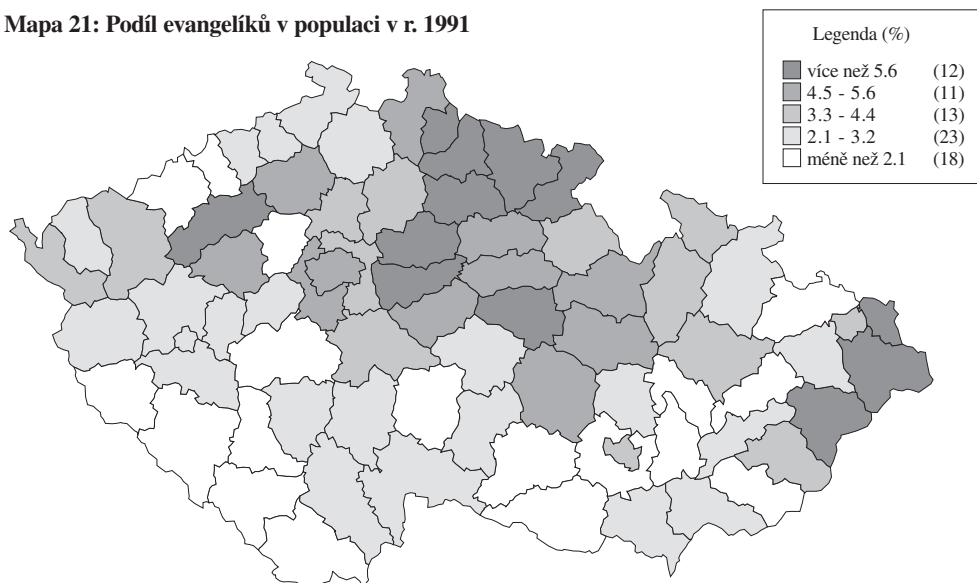 Mapa 21: Podíl evangelíků v populaci v r. 1991
Legenda (%)
více než 5.6 (12)
4.5 - 5.6 (11)
3.3 - 4.4 (13)
2.1 - 3.2 (23)
méně než 2.1 (18)